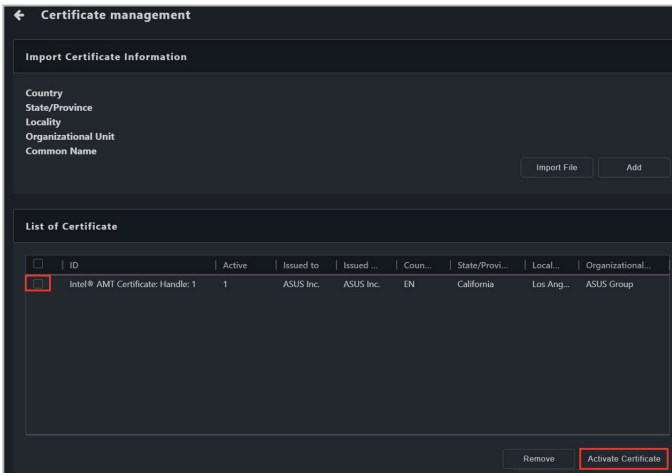 Certificate management
Import Certificate Information
Country
State/Province
Locality
Organizational Unit
Common Name
Import File Add
List of Certificate
ID Active Issued to Issued ... Coun... State/Provi... Local... Organizational...
Intel® AMT Certificate: Handle: 1 1 ASUS Inc. ASUS Inc. EN California Los Ang... ASUS Group
Remove Activate Certificate